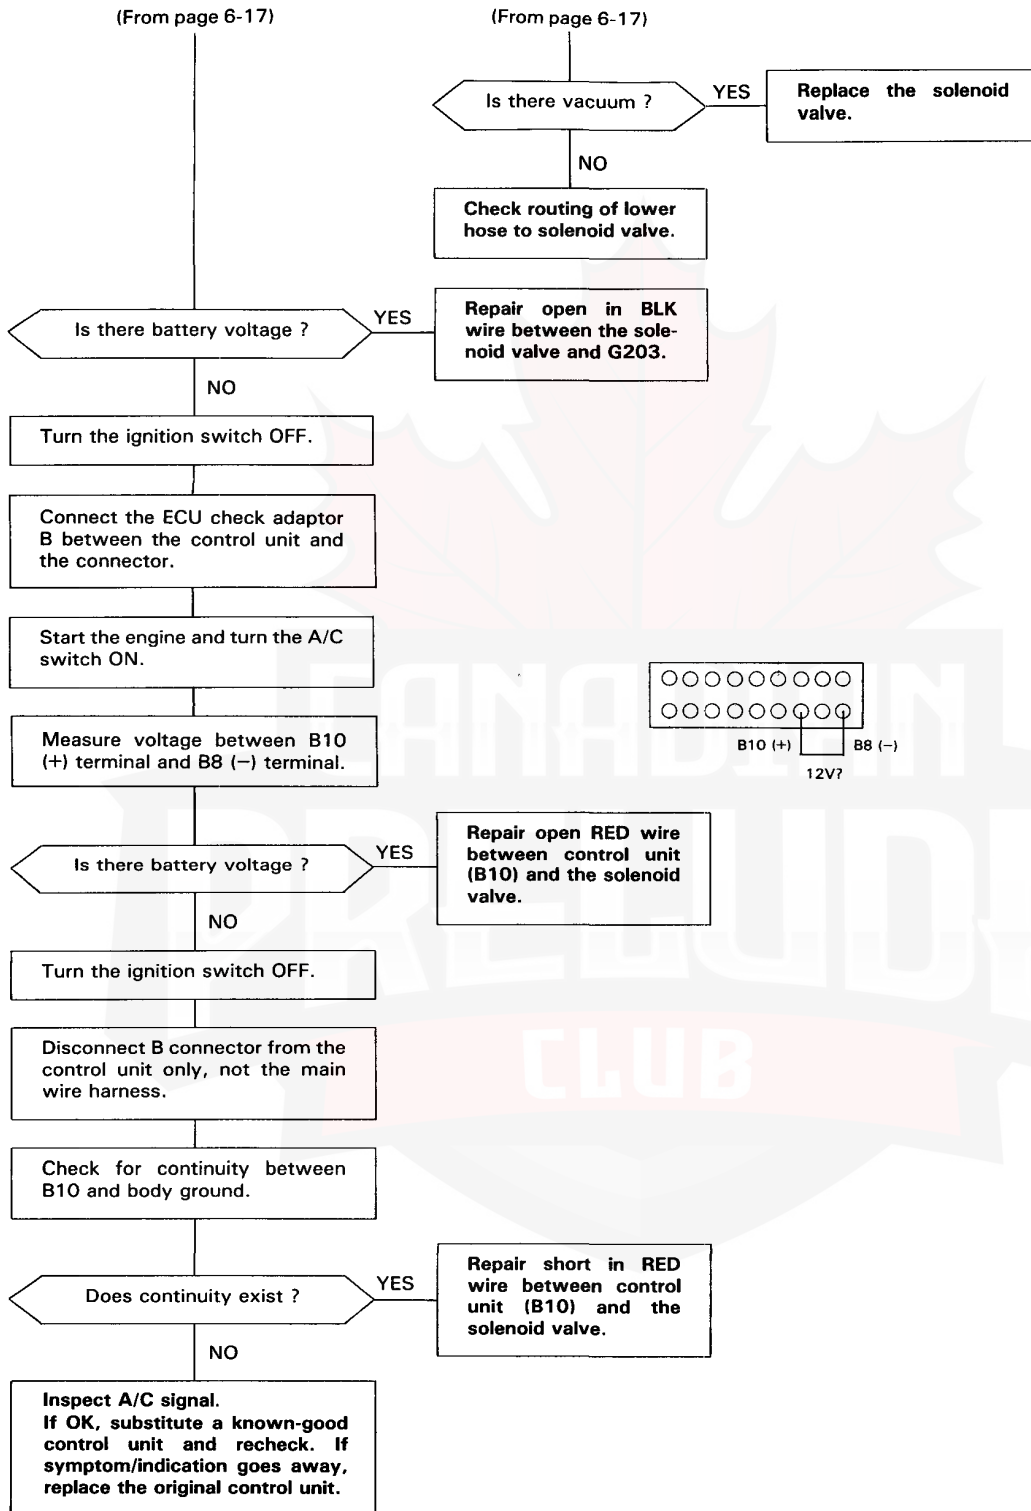 (From page 6-17)
(From page 6-17)
Is there vacuum ?
YES
Replace the solenoid
valve.
NO
Check routing of lower
hose to solenoid valve.
Is there battery voltage ?
YES
Repair open in BLK
wire between the sole-
noid valve and G203.
NO
Turn the ignition switch OFF.
Connect the ECU check adaptor
B between the control unit and
the connector.
Start the engine and turn the A/C
switch ON.
Measure voltage between B10
(+) terminal and B8 (−) terminal.
B10 (+)
B8 (−)
12V?
Is there battery voltage ?
YES
Repair open RED wire
between control unit
(B10) and the solenoid
valve.
NO
Turn the ignition switch OFF.
Disconnect B connector from the
control unit only, not the main
wire harness.
Check for continuity between
B10 and body ground.
Does continuity exist ?
YES
Repair short in RED
wire between control
unit (B10) and the
solenoid valve.
NO
Inspect A/C signal.
If OK, substitute a known-good
control unit and recheck. If
symptom/indication goes away,
replace the original control unit.
CANADIAN
PRELUDE
CLUB